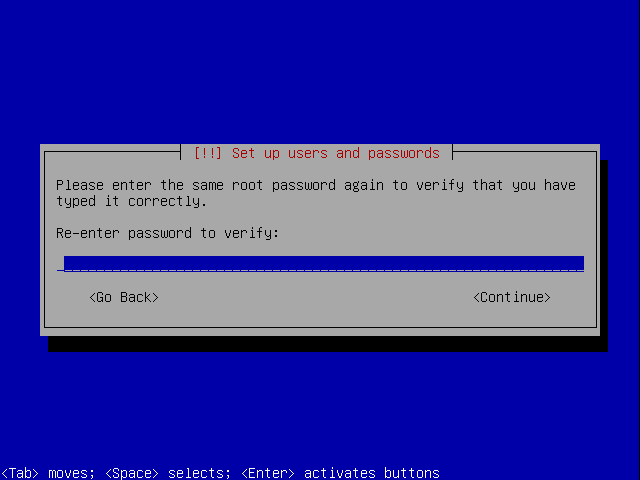 [!!] Set up users and passwords
Please enter the same root password again to verify that you have
typed it correctly.
Re-enter password to verify:
<Go Back> <Continue>
<Tab> moves; <Space> selects; <Enter> activates buttons